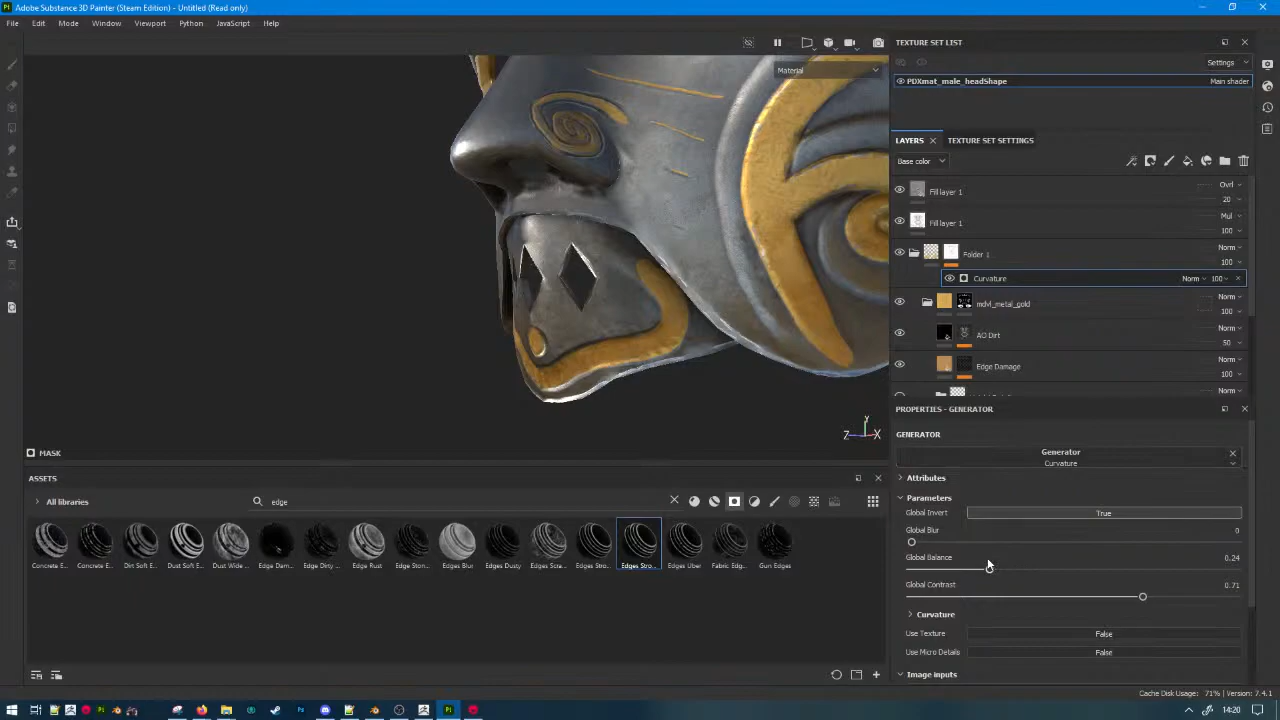 Adobe Substance 3D Painter (Steam Edition) - Untitled (Read only)
File Edit Mode Window Viewport Python JavaScript Help
Material
TEXTURE SET LIST
Settings
PDXmat_male_headShape Main shader
LAYERS TEXTURE SET SETTINGS
Base color
Fill layer 1 Ovrl 20
Fill layer 1 Mul 100
Folder 1 Norm 100
Curvature Norm 100
mdvl_metal_gold Norm 100
AO Dirt Norm 50
Edge Damage Norm 100
Norm
PROPERTIES - GENERATOR
GENERATOR
Generator
Curvature
Attributes
Parameters
Global Invert True
Global Blur 0
Global Balance 0.24
Global Contrast 0.71
Curvature
Use Texture False
Use Micro Details False
Image inputs
Y
Z X
MASK
ASSETS
All libraries edge
Concrete E... Concrete E... Dirt Soft E... Dust Soft E... Dust Wide ... Edge Dam... Edge Dirty ... Edge Rust Edge Ston... Edges Blur Edges Dusty Edges Scra... Edges Stro... Edges Stro... Edges Uber Fabric Edg... Gun Edges
Cache Disk Usage: 71% | Version: 7.4.1
14:20